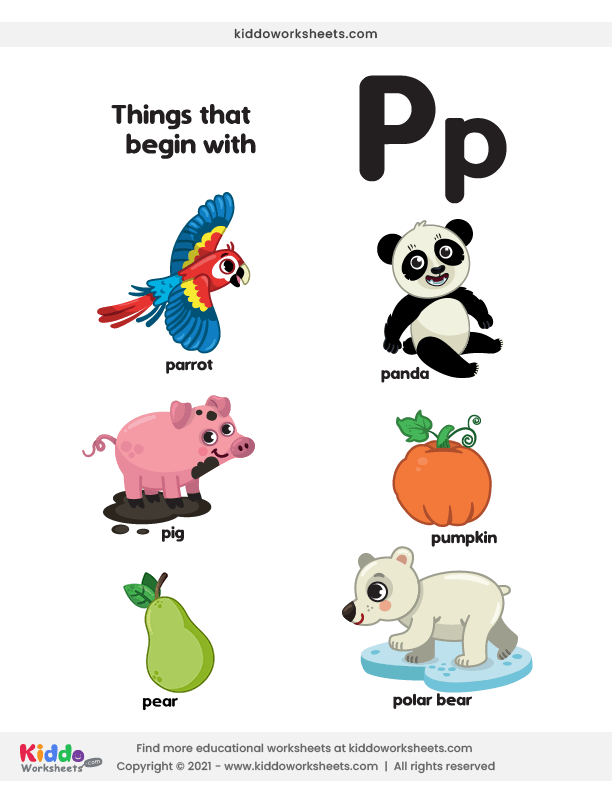 kiddoworksheets.com
Things that
begin with
Pp
parrot
panda
pig
pumpkin
pear
polar bear
Kiddo
Worksheets.com
Find more educational worksheets at kiddoworksheets.com
Copyright © 2021 - www.kiddoworksheets.com | All rights reserved